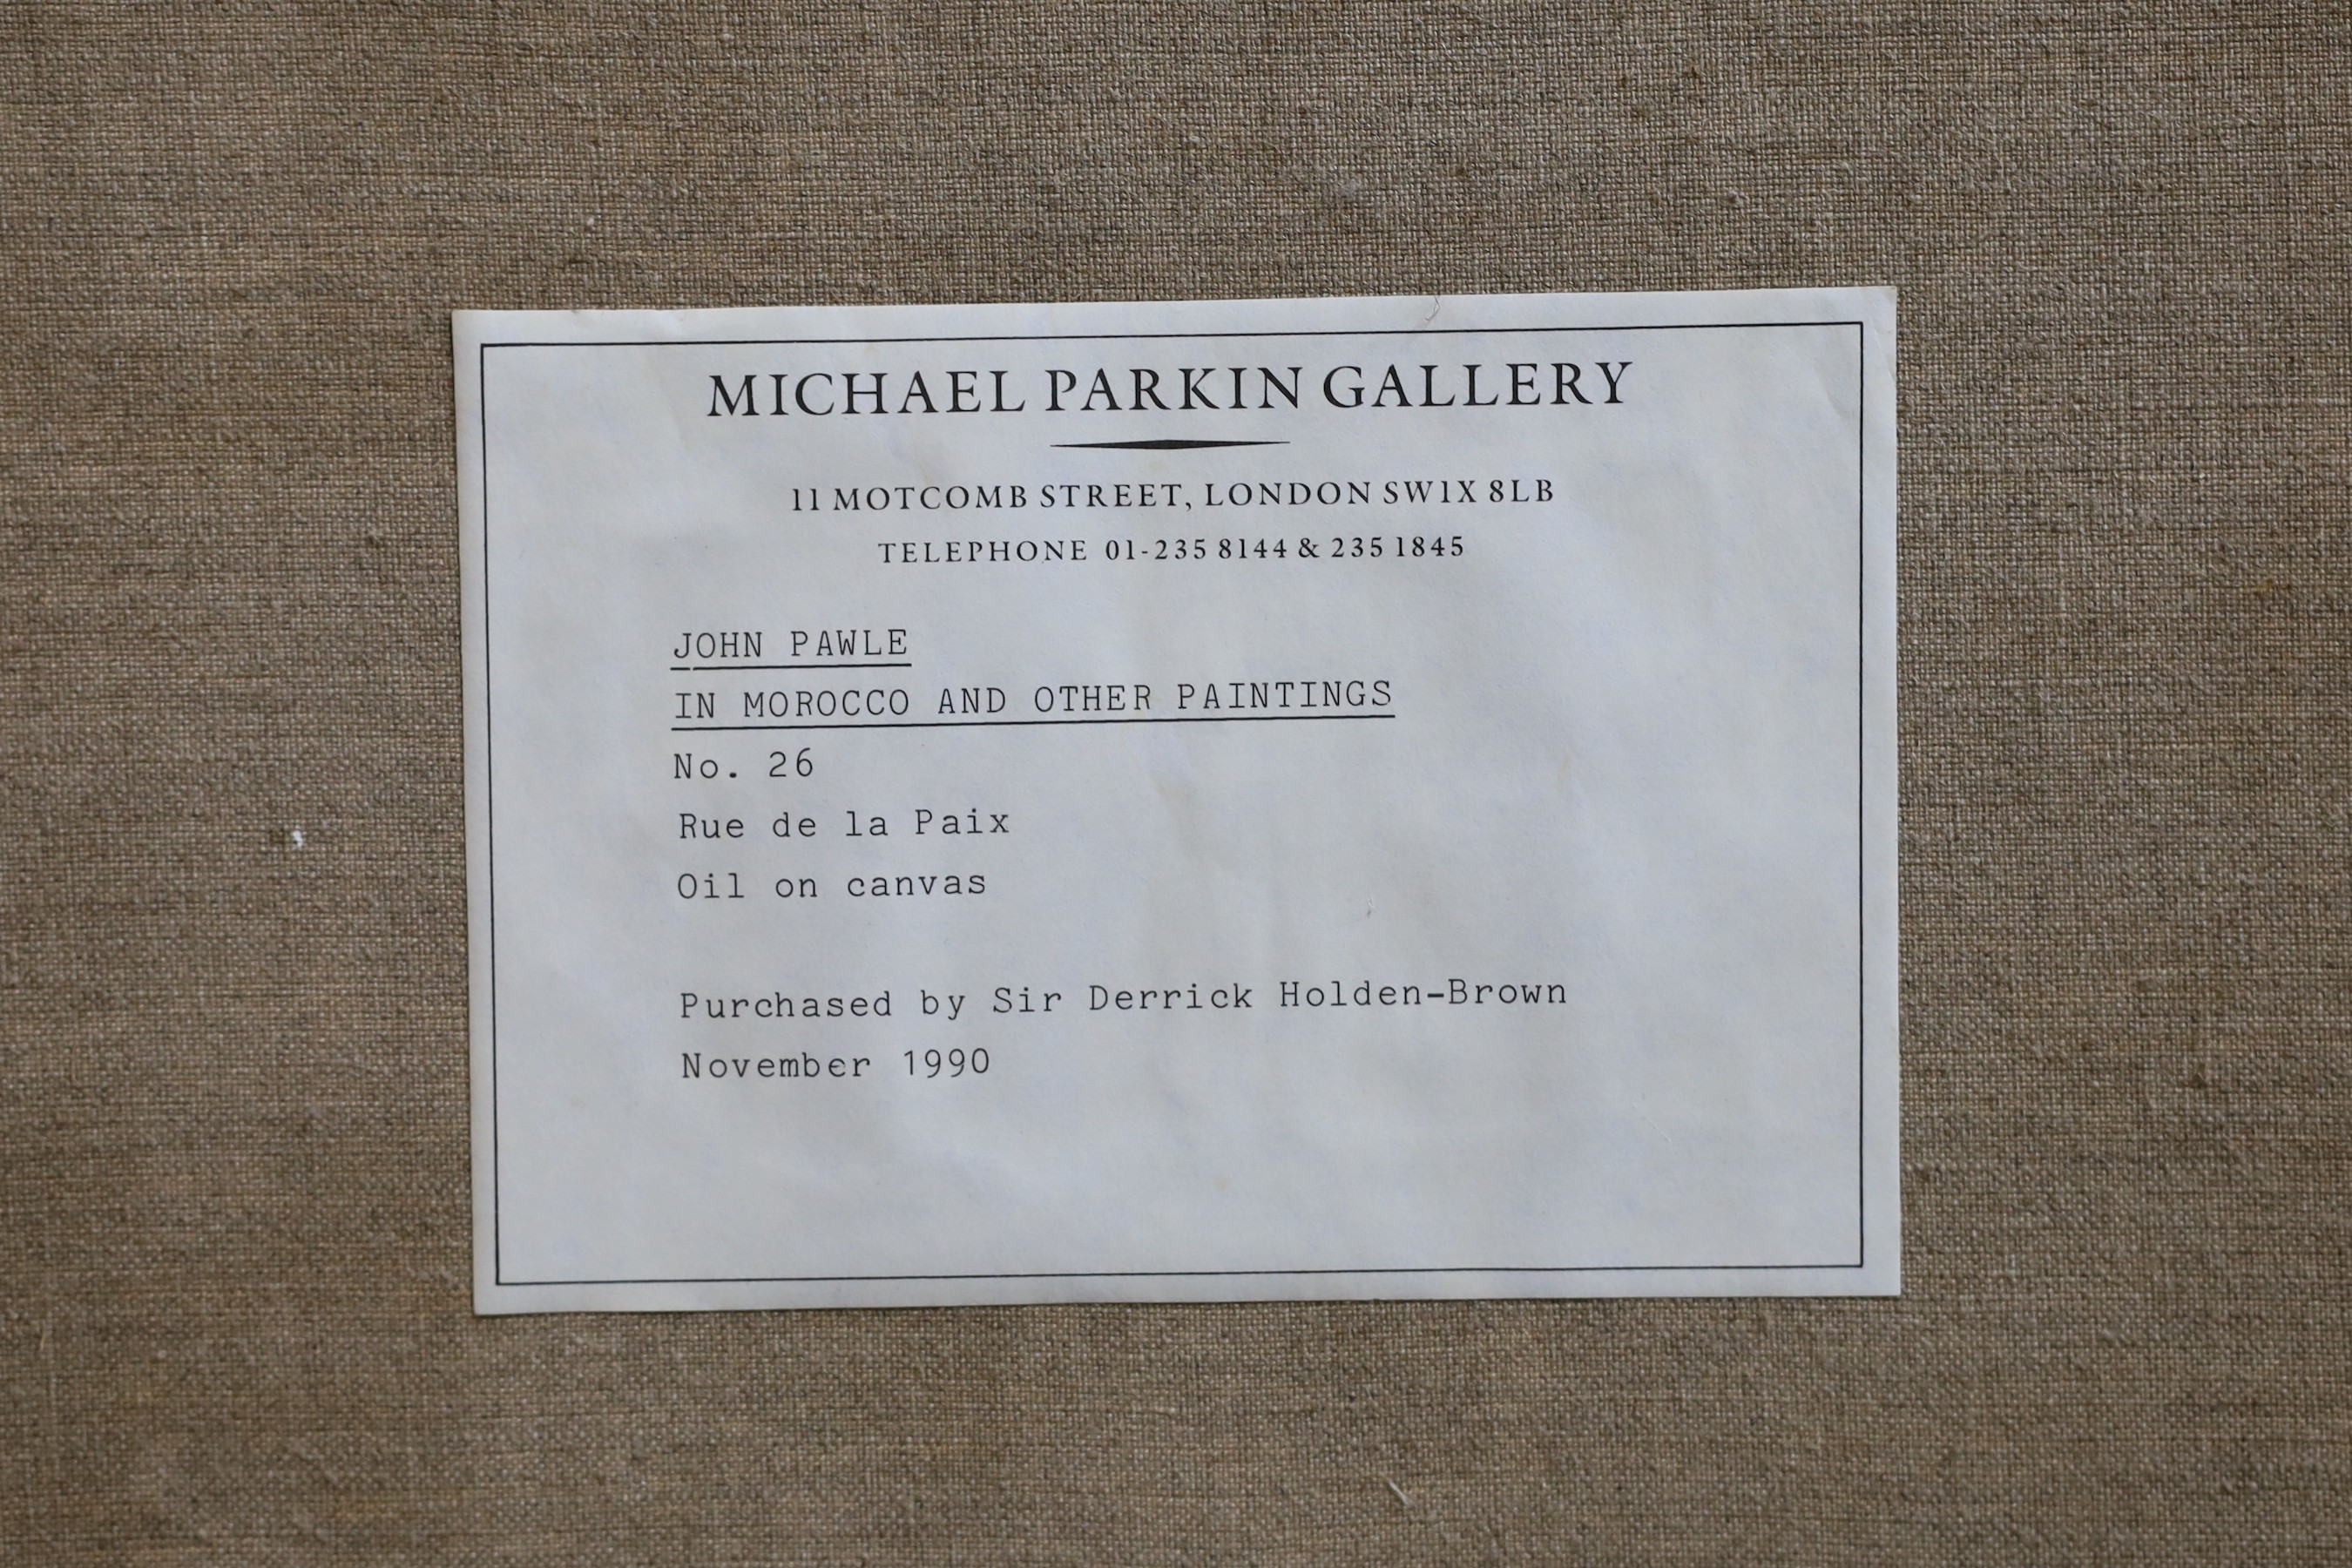 MICHAEL PARKIN GALLERY
11 MOTCOMB STREET, LONDON SW1X 8LB
TELEPHONE 01-235 8144 & 235 1845
JOHN PAWLE
IN MOROCCO AND OTHER PAINTINGS
No. 26
Rue de la Paix
Oil on canvas
Purchased by Sir Derrick Holden-Brown
November 1990